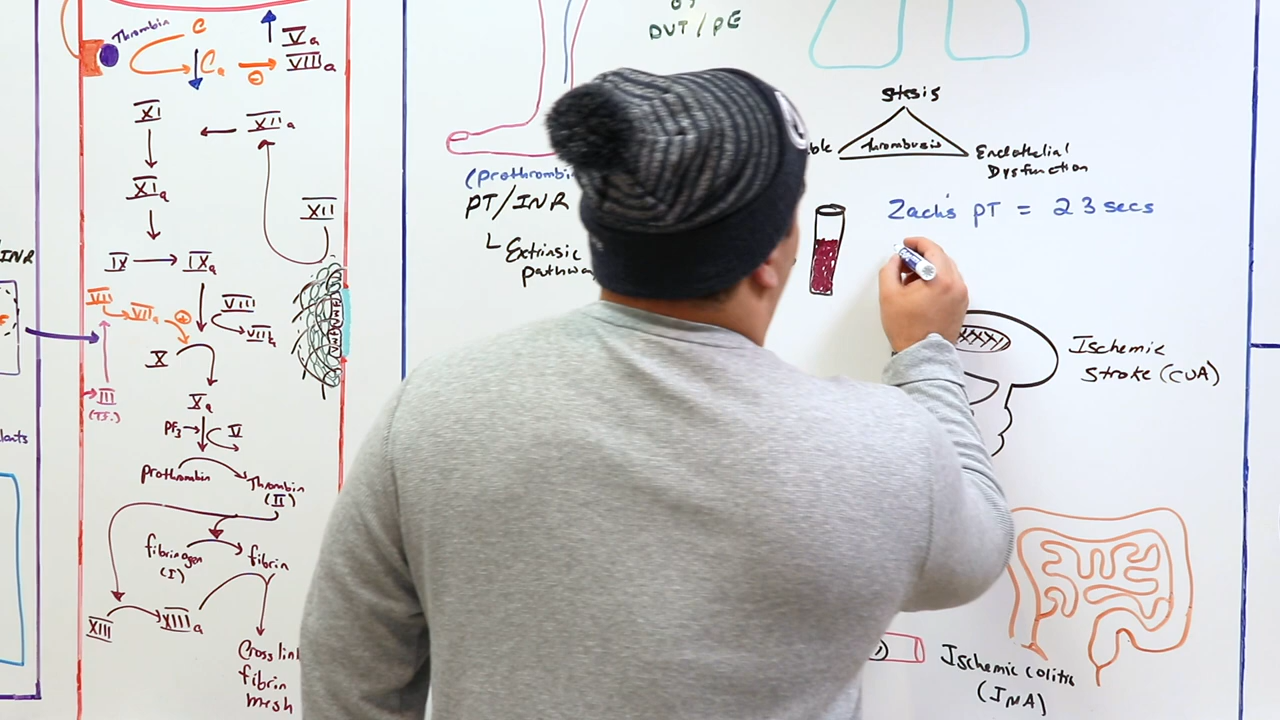 Thrombin
C
Ca
Va
VIIIa
XI
XIIa
XIa
XII
IX
IXa
VII
VIIa
VIII
VIIIa
X
III
(T.F.)
Xa
PF3
V
Prothrombin
Thrombin
(II)
fibrinogen
(I)
fibrin
XIII
XIIIa
Cross link
fibrin
mesh
INR
DVT/PE
(prothrombi
PT/INR
Extrinsic
pathwa
stasis
Thrombosis
Endothelial
Dysfunction
Zach's PT = 23 secs
Ischemic
Stroke (CVA)
Ischemic colitis
(IMA)